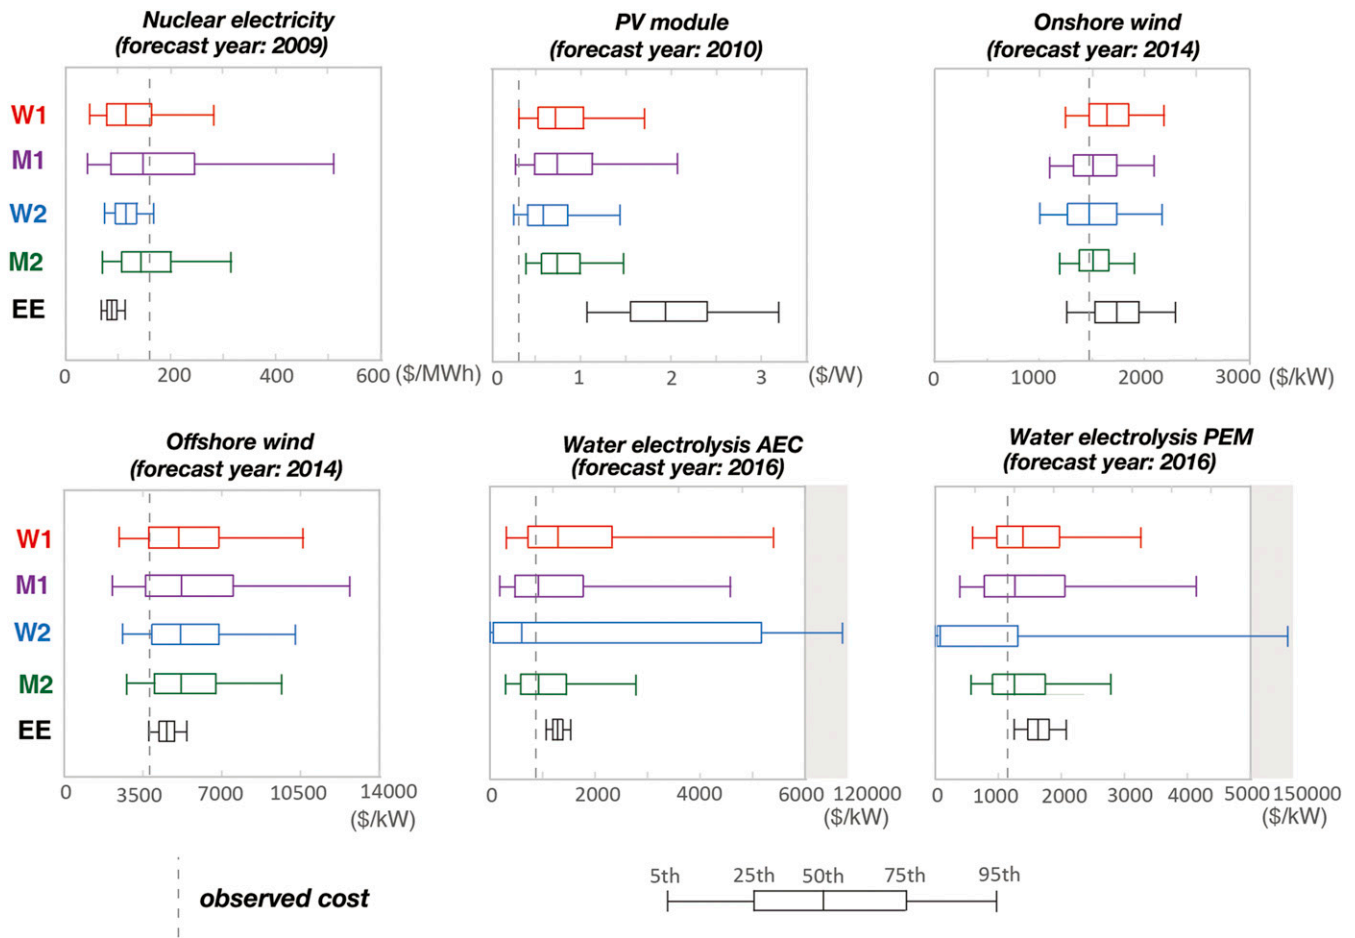 Nuclear electricity
(forecast year: 2009)
PV module
(forecast year: 2010)
Onshore wind
(forecast year: 2014)
W1
M1
W2
M2
EE
0 200 400 600 ($/MWh)
1 2 3 ($/W)
0 1000 2000 3000 ($/kW)
Offshore wind
(forecast year: 2014)
Water electrolysis AEC
(forecast year: 2016)
Water electrolysis PEM
(forecast year: 2016)
W1
M1
W2
M2
EE
0 3500 7000 10500 14000
($/kW)
0 2000 4000 6000 120000
($/kW)
0 1000 2000 3000 4000 5000 150000
($/kW)
observed cost
5th 25th 50th 75th 95th